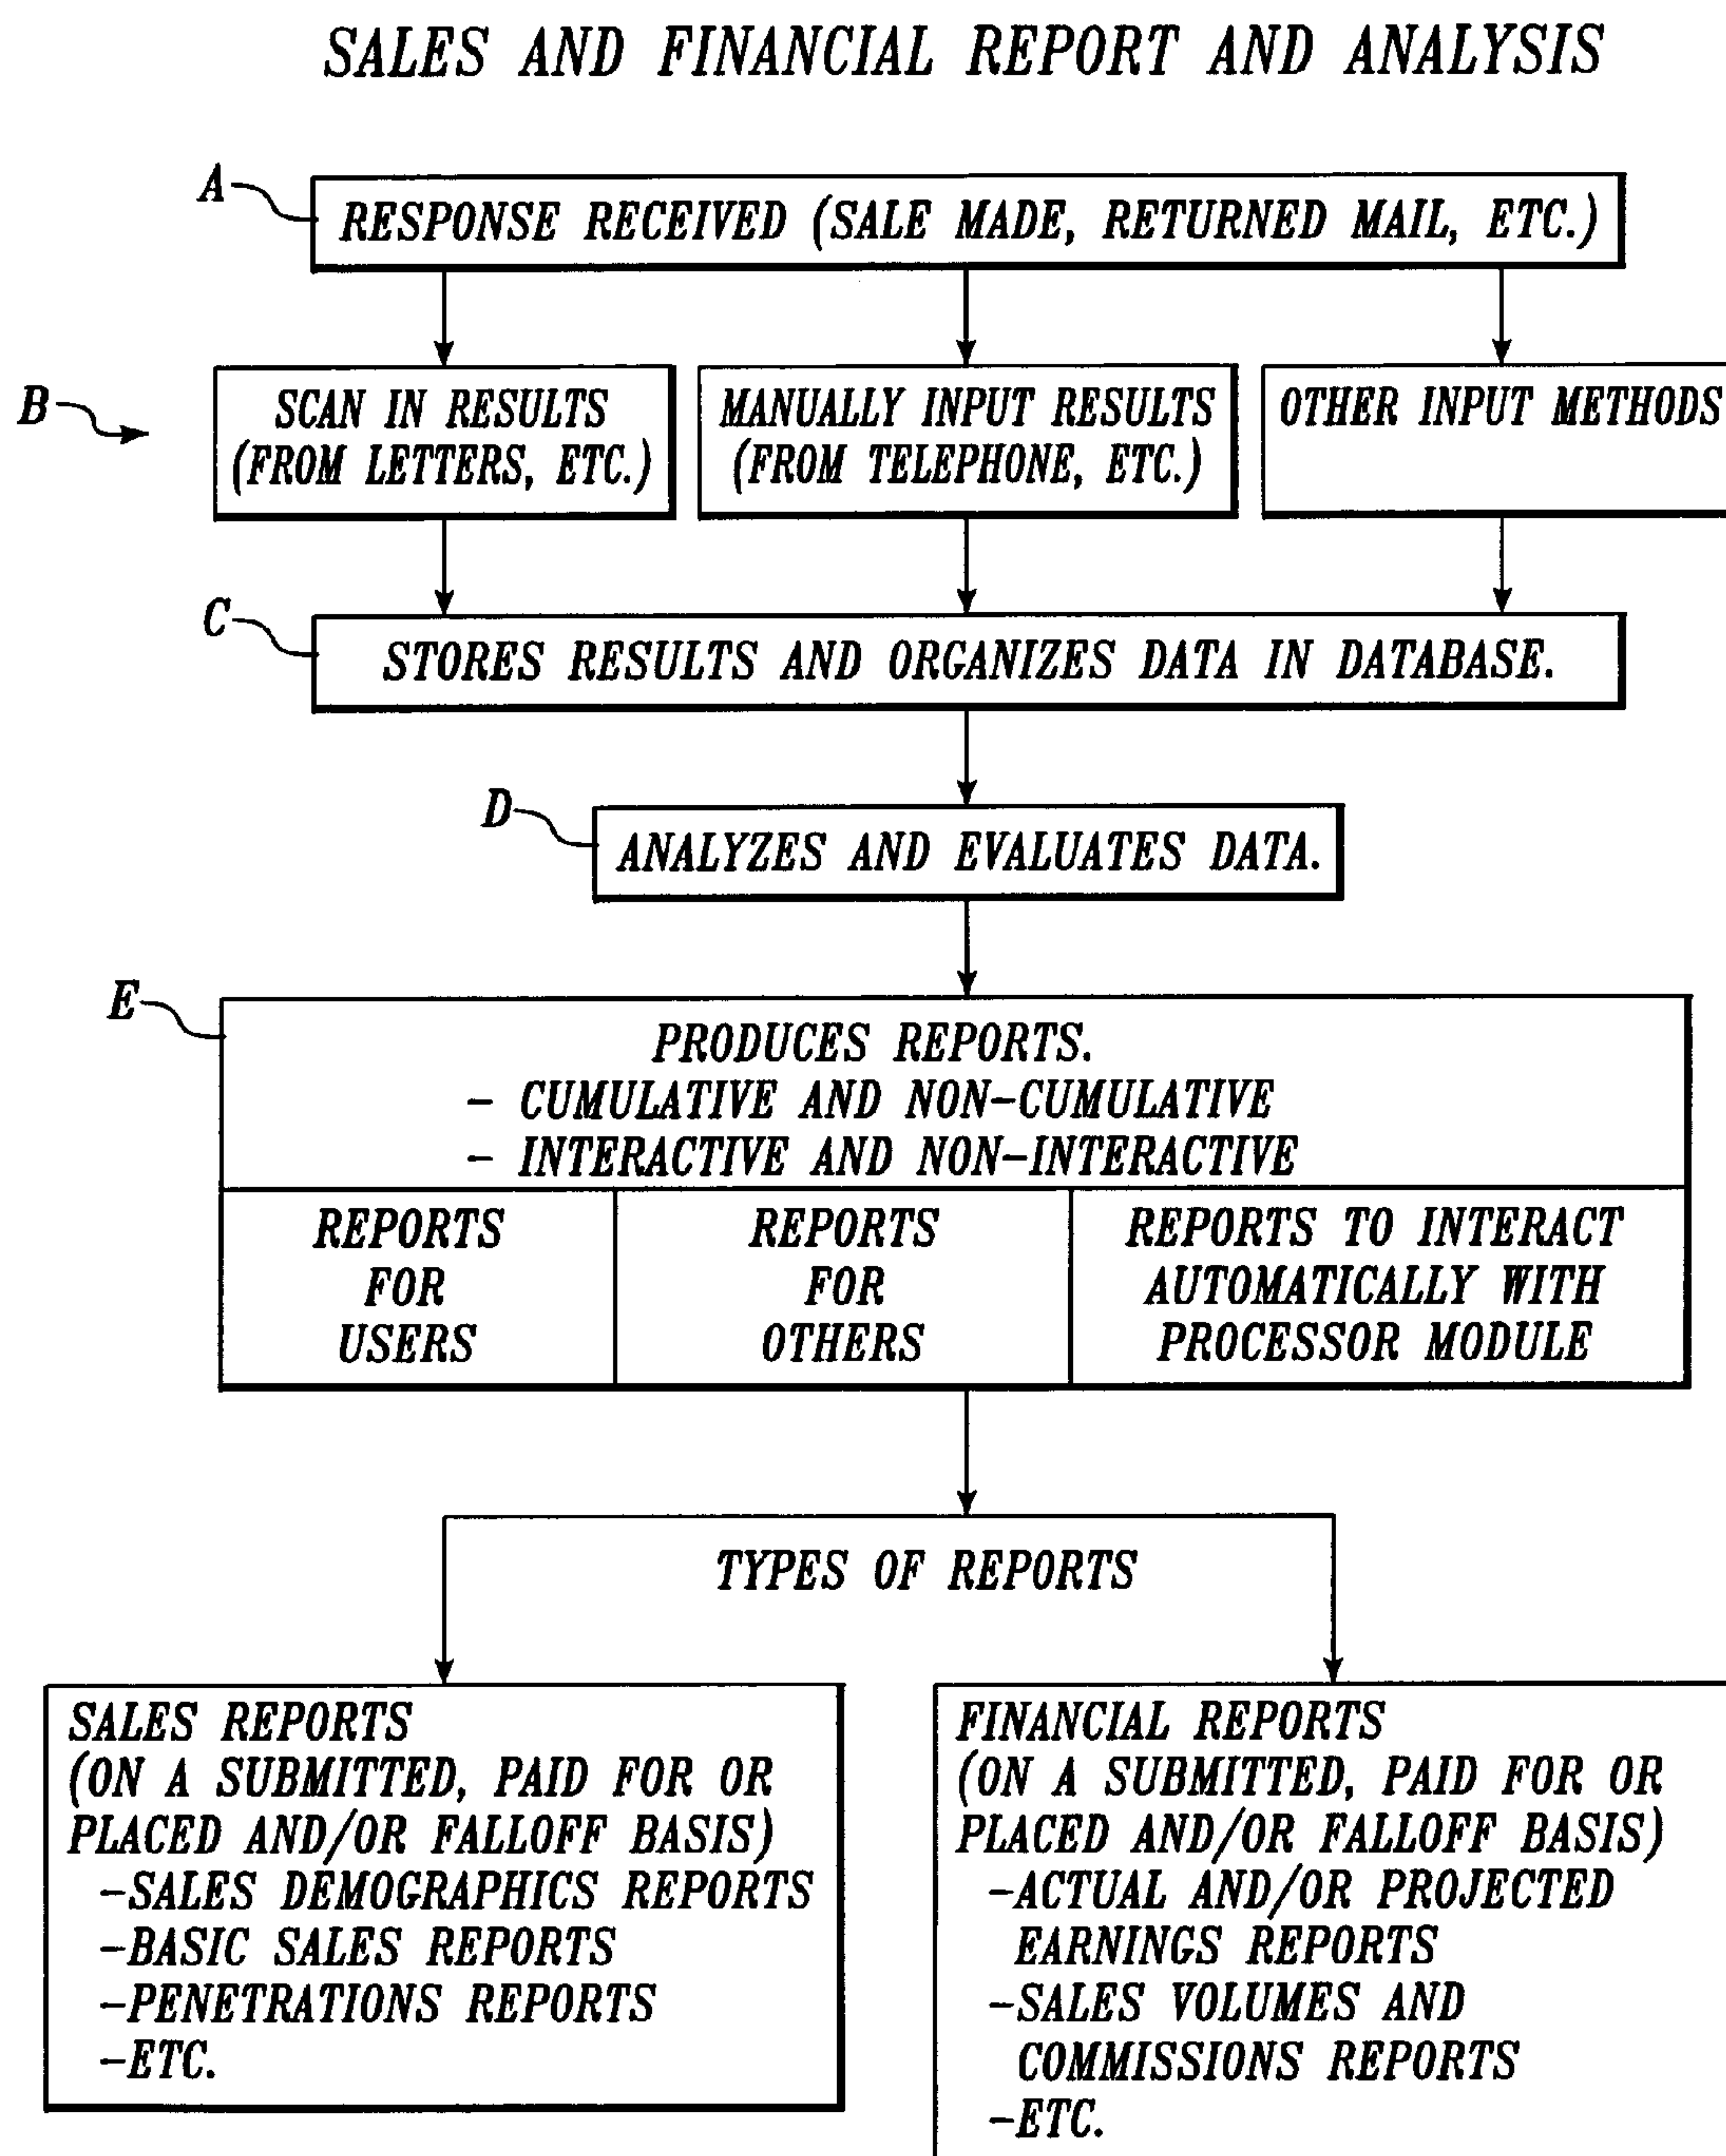 SALES AND FINANCIAL REPORT AND ANALYSIS
A
RESPONSE RECEIVED (SALE MADE, RETURNED MAIL, ETC.)
B
SCAN IN RESULTS
(FROM LETTERS, ETC.)
MANUALLY INPUT RESULTS
(FROM TELEPHONE, ETC.)
OTHER INPUT METHODS
C
STORES RESULTS AND ORGANIZES DATA IN DATABASE.
D
ANALYZES AND EVALUATES DATA.
E
PRODUCES REPORTS.
- CUMULATIVE AND NON-CUMULATIVE
- INTERACTIVE AND NON-INTERACTIVE
REPORTS
FOR
USERS
REPORTS
FOR
OTHERS
REPORTS TO INTERACT
AUTOMATICALLY WITH
PROCESSOR MODULE
TYPES OF REPORTS
SALES REPORTS
(ON A SUBMITTED, PAID FOR OR
PLACED AND/OR FALLOFF BASIS)
-SALES DEMOGRAPHICS REPORTS
-BASIC SALES REPORTS
-PENETRATIONS REPORTS
-ETC.
FINANCIAL REPORTS
(ON A SUBMITTED, PAID FOR OR
PLACED AND/OR FALLOFF BASIS)
-ACTUAL AND/OR PROJECTED
EARNINGS REPORTS
-SALES VOLUMES AND
COMMISSIONS REPORTS
-ETC.